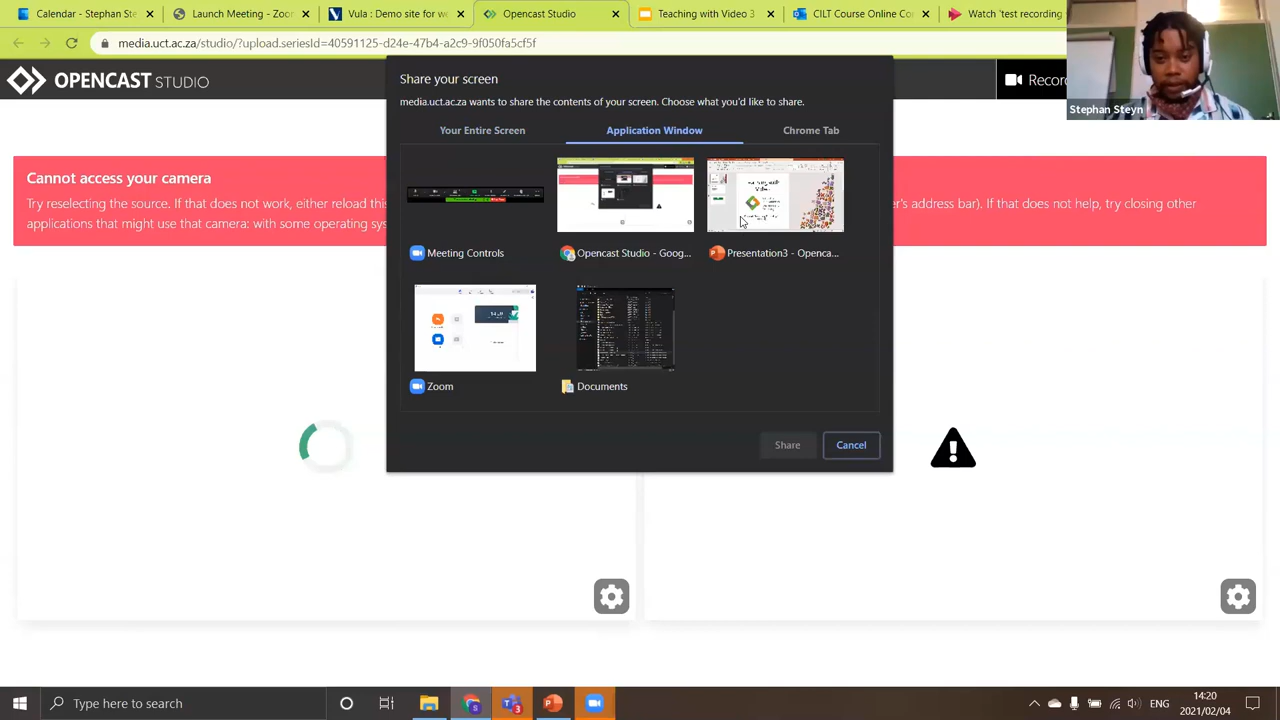 Calendar - Stephan Ste
Launch Meeting - Zoo
Vula : Demo site for w
Opencast Studio
Teaching with Video 3
CILT Course Online Co
Watch 'test recording
media.uct.ac.za/studio/?upload.seriesId=40591125-d24e-47b4-a2c9-9f050fa5cf5f
OPENCAST STUDIO
Stephan Steyn
Share your screen
media.uct.ac.za wants to share the contents of your screen. Choose what you'd like to share.
Your Entire Screen
Application Window
Chrome Tab
Meeting Controls
Opencast Studio - Goog...
Presentation3 - Openca...
Zoom
Documents
Share
Cancel
Cannot access your camera
Try reselecting the source. If that does not work, either reload this 's address bar). If that does not help, try closing other
applications that might use that camera: with some operating sys
Type here to search
ENG
14:20
2021/02/04